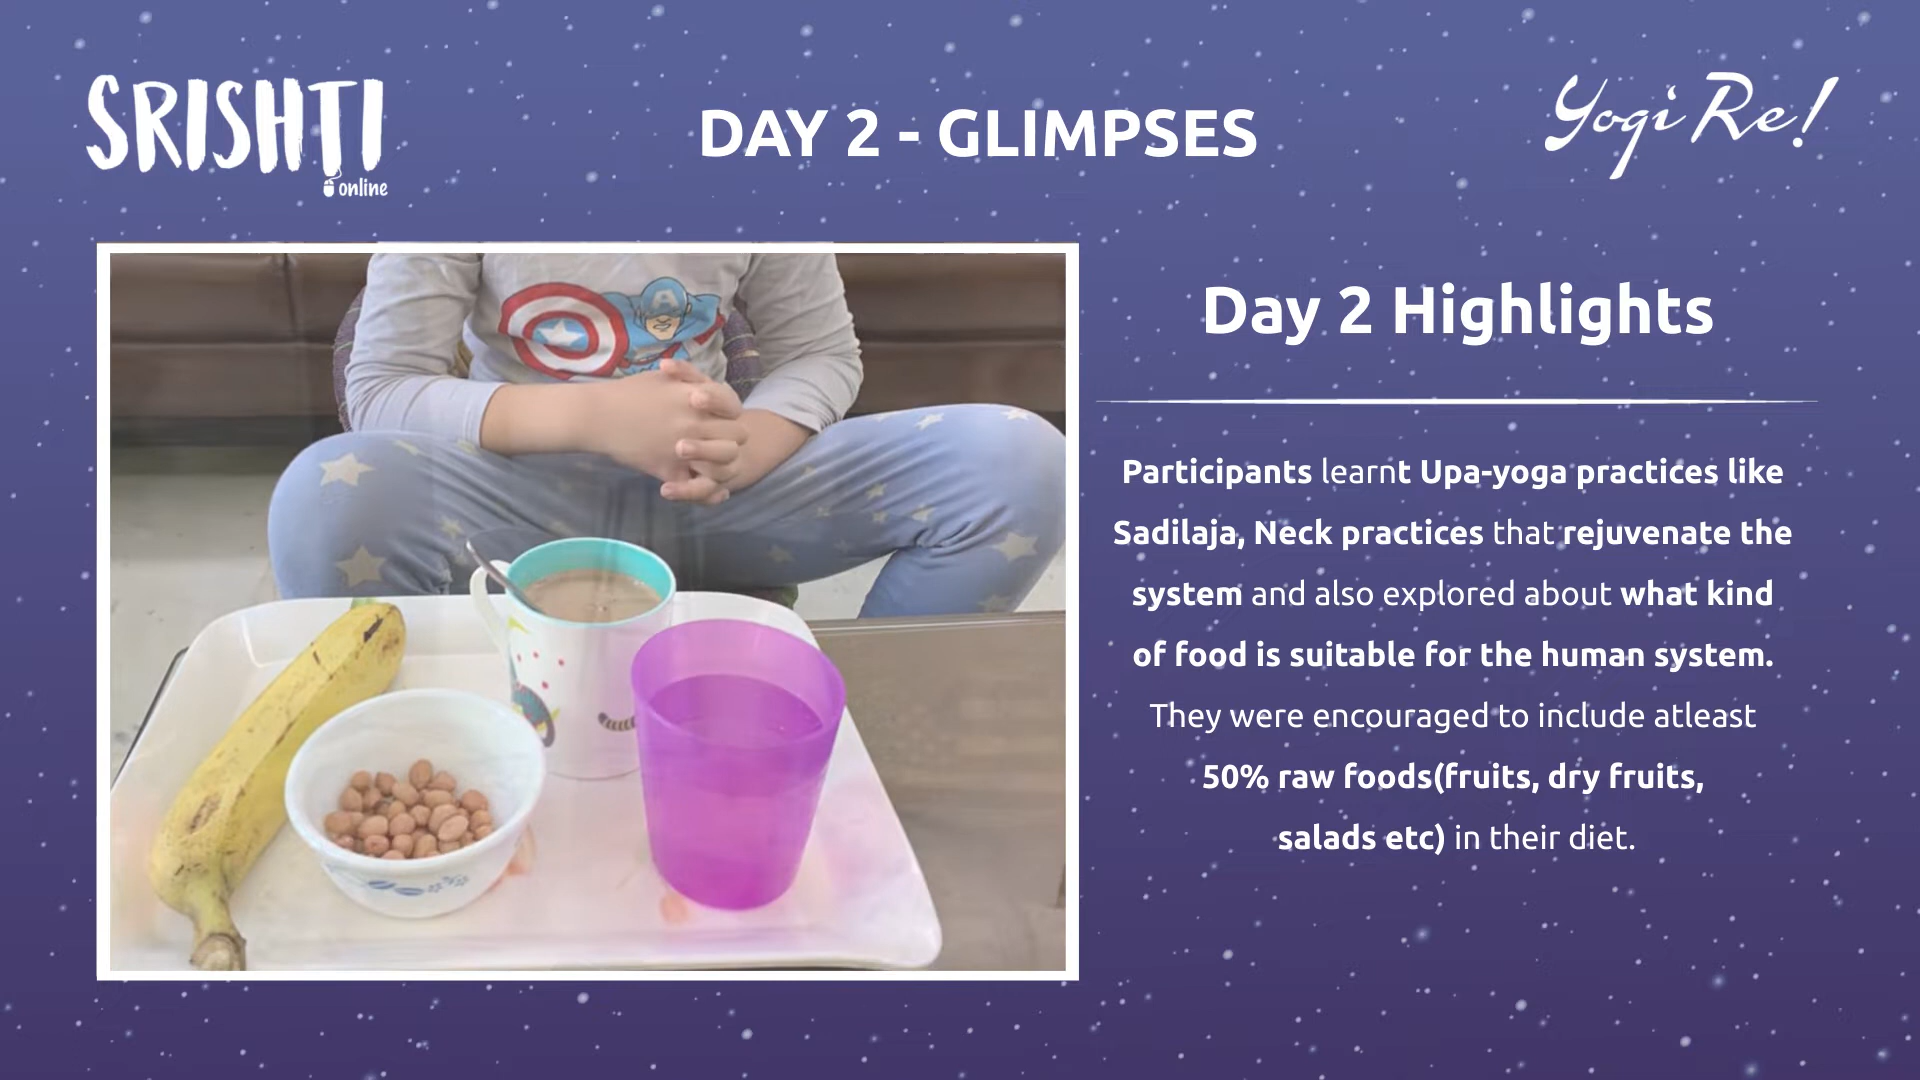 SRISHTI
online
DAY 2 - GLIMPSES
Yogi Re!
A
Day 2 Highlights
Participants learnt Upa-yoga practices like
Sadilaja, Neck practices that rejuvenate the
system and also explored about what kind
of food is suitable for the human system.
They were encouraged to include atleast
50% raw foods(fruits, dry fruits,
salads etc) in their diet.